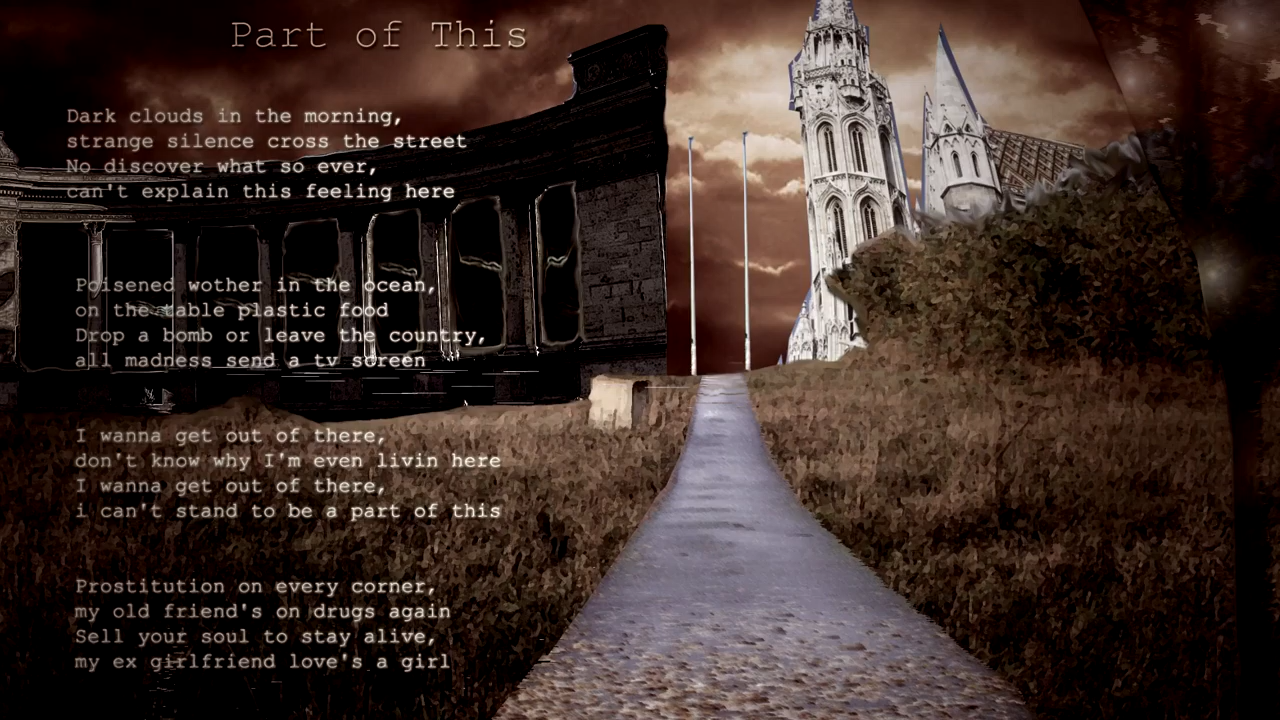 Part of This
Dark clouds in the morning,
strange silence cross the street
No discover what so ever,
can't explain this feeling here
Poisened wother in the ocean,
on the table plastic food
Drop a bomb or leave the country,
all madness send a tv screen
I wanna get out of there,
don't know why I'm even livin here
I wanna get out of there,
i can't stand to be a part of this
Prostitution on every corner,
my old friend's on drugs again
Sell your soul to stay alive,
my ex girlfriend love's a girl